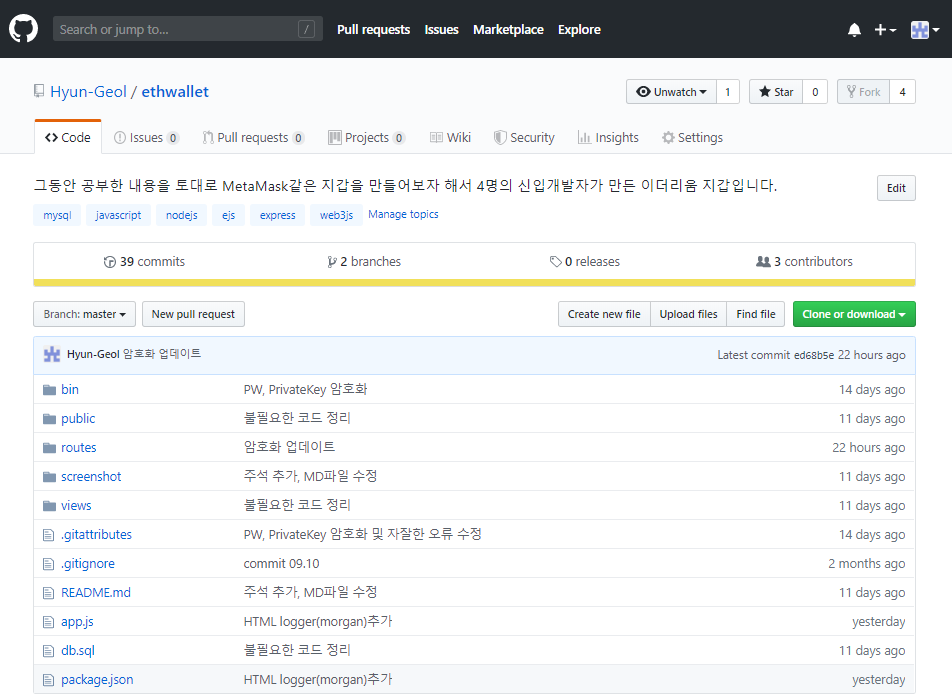 Search or jump to... /
Pull requests Issues Marketplace Explore
Hyun-Geol / ethwallet
Unwatch 1 Star 0 Fork 4
Code Issues 0 Pull requests 0 Projects 0 Wiki Security Insights Settings
그동안 공부한 내용을 토대로 MetaMask같은 지갑을 만들어보자 해서 4명의 신입개발자가 만든 이더리움 지갑입니다. Edit
mysql javascript nodejs ejs express web3js Manage topics
39 commits 2 branches 0 releases 3 contributors
Branch: master New pull request Create new file Upload files Find file Clone or download
Hyun-Geol 암호화 업데이트 Latest commit ed68b5e 22 hours ago
bin PW, PrivateKey 암호화 14 days ago
public 불필요한 코드 정리 11 days ago
routes 암호화 업데이트 22 hours ago
screenshot 주석 추가, MD파일 수정 11 days ago
views 불필요한 코드 정리 11 days ago
.gitattributes PW, PrivateKey 암호화 및 자잘한 오류 수정 14 days ago
.gitignore commit 09.10 2 months ago
README.md 주석 추가, MD파일 수정 11 days ago
app.js HTML logger(morgan)추가 yesterday
db.sql 불필요한 코드 정리 11 days ago
package.json HTML logger(morgan)추가 yesterday